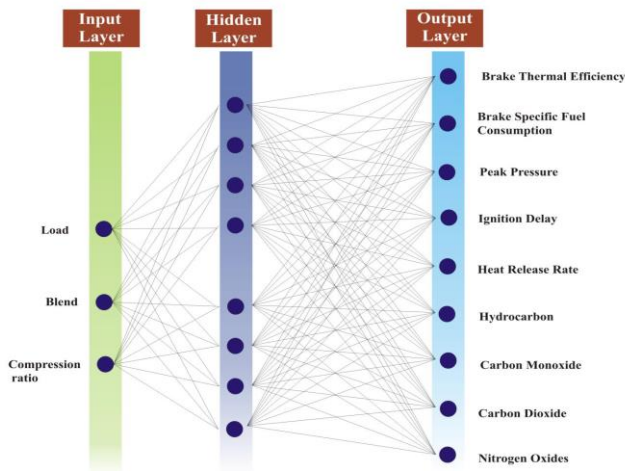 Input
Layer
Hidden
Layer
Output
Layer
Load
Blend
Compression
ratio
Brake Thermal Efficiency
Brake Specific Fuel
Consumption
Peak Pressure
Ignition Delay
Heat Release Rate
Hydrocarbon
Carbon Monoxide
Carbon Dioxide
Nitrogen Oxides